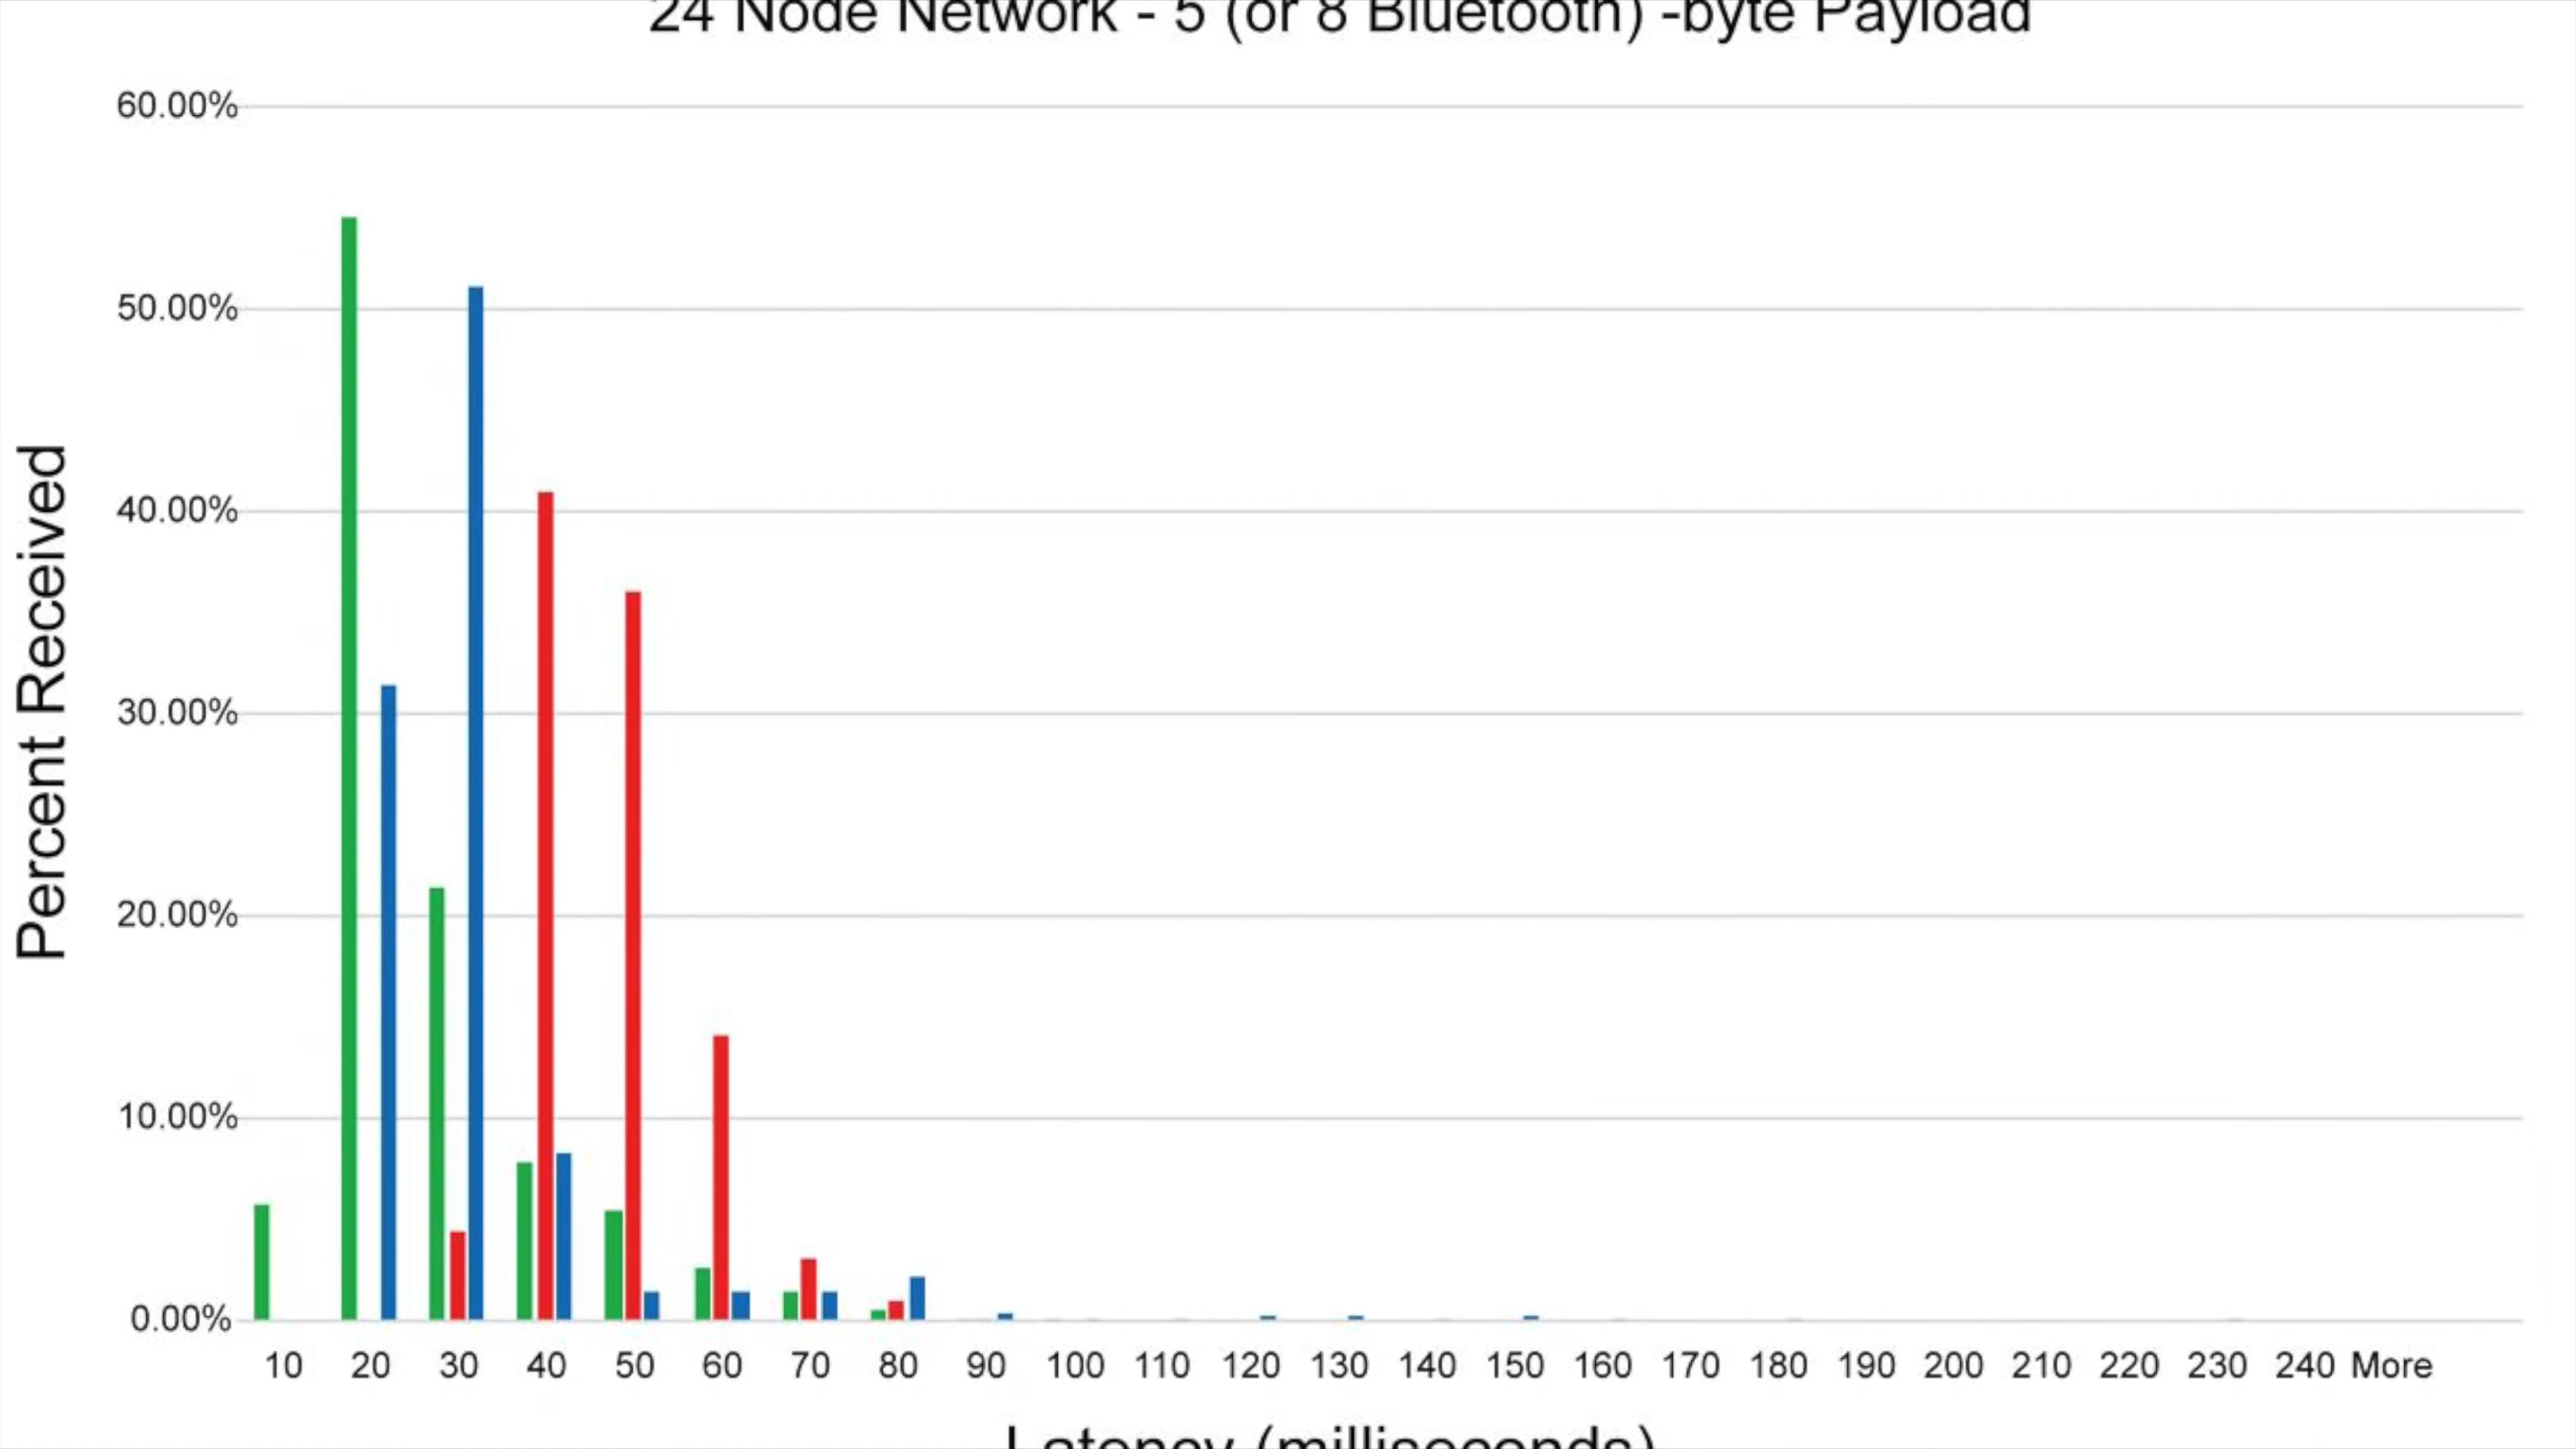 24 Node Network - 5 (or 8 Bluetooth) -byte Payload
60.00%
50.00%
40.00%
30.00%
20.00%
10.00%
0.00%
Percent Received
10 20 30 40 50 60 70 80 90 100 110 120 130 140 150 160 170 180 190 200 210 220 230 240 More
Latency (milliseconds)